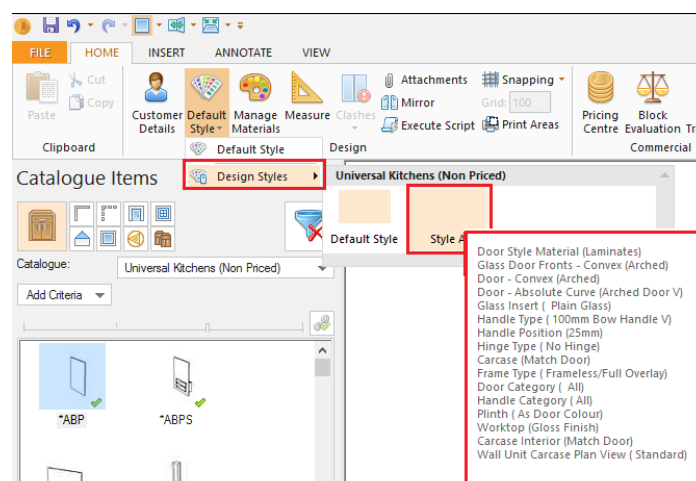 FILE HOME INSERT ANNOTATE VIEW
Cut
Copy
Paste
Customer Details
Default Style
Manage Materials
Measure
Clashes
Attachments
Mirror
Execute Script
Snapping
Grid: 100
Print Areas
Pricing Centre
Block Evaluation
Tr
Clipboard
Design
Commercial
Default Style
Design Styles
Universal Kitchens (Non Priced)
Default Style
Style A
Catalogue Items
Catalogue: Universal Kitchens (Non Priced)
Add Criteria
*ABP
*ABPS
Door Style Material (Laminates)
Glass Door Fronts - Convex (Arched)
Door - Convex (Arched)
Door - Absolute Curve (Arched Door V)
Glass Insert ( Plain Glass)
Handle Type ( 100mm Bow Handle V)
Handle Position (25mm)
Hinge Type ( No Hinge)
Carcase (Match Door)
Frame Type ( Frameless/Full Overlay)
Door Category ( All)
Handle Category ( All)
Plinth ( As Door Colour)
Worktop (Gloss Finish)
Carcase Interior (Match Door)
Wall Unit Carcase Plan View ( Standard)